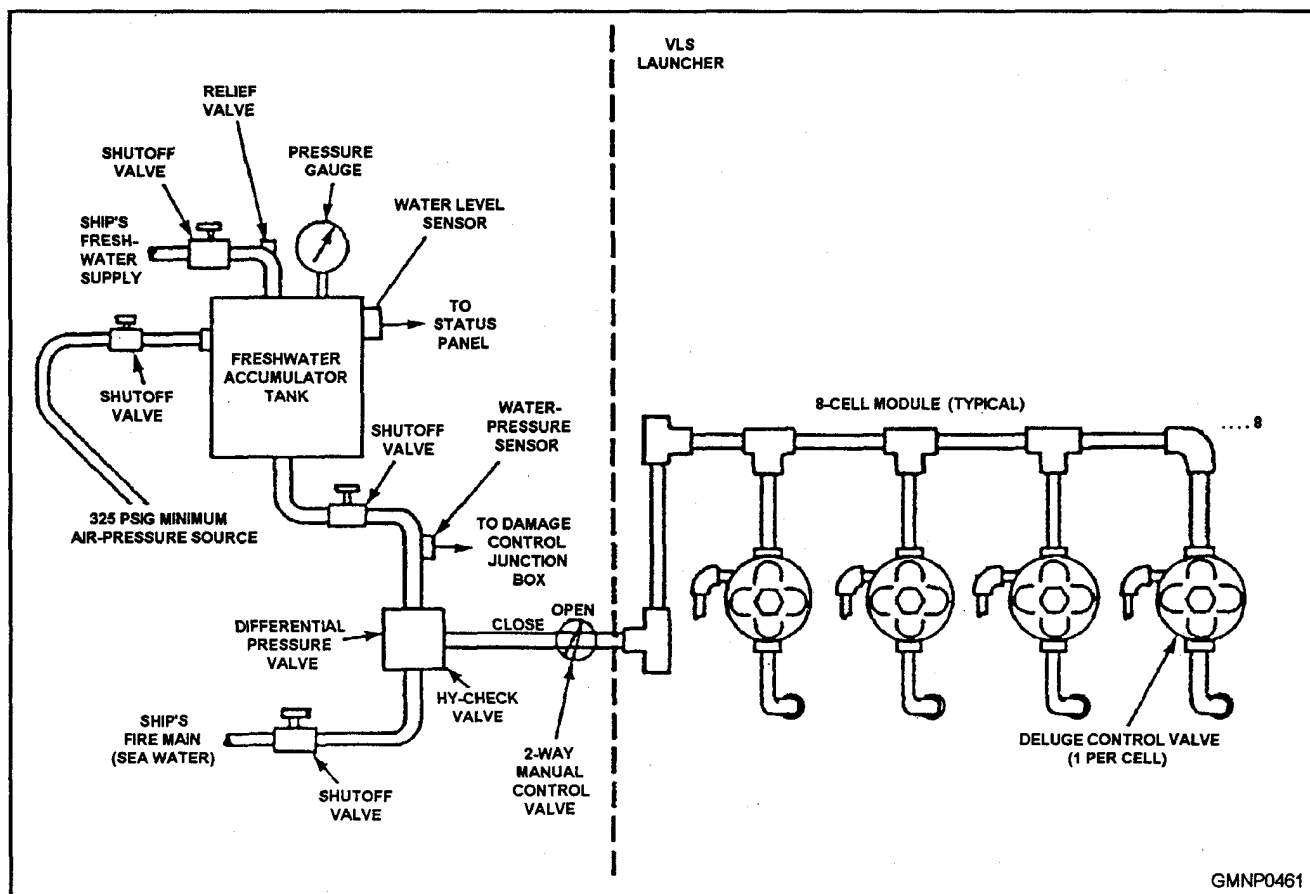 VLS
LAUNCHER
RELIEF
VALVE
SHUTOFF
VALVE
PRESSURE
GAUGE
WATER LEVEL
SENSOR
SHIP'S
FRESH-
WATER
SUPPLY
TO
STATUS
PANEL
FRESHWATER
ACCUMULATOR
TANK
SHUTOFF
VALVE
WATER-
PRESSURE
SENSOR
SHUTOFF
VALVE
8-CELL MODULE (TYPICAL)
....8
325 PSIG MINIMUM
AIR-PRESSURE SOURCE
TO DAMAGE
CONTROL
JUNCTION
BOX
OPEN
CLOSE
DIFFERENTIAL
PRESSURE
VALVE
HY-CHECK
VALVE
SHIP'S
FIRE MAIN
(SEA WATER)
SHUTOFF
VALVE
2-WAY
MANUAL
CONTROL
VALVE
DELUGE CONTROL VALVE
(1 PER CELL)
GMNP0461